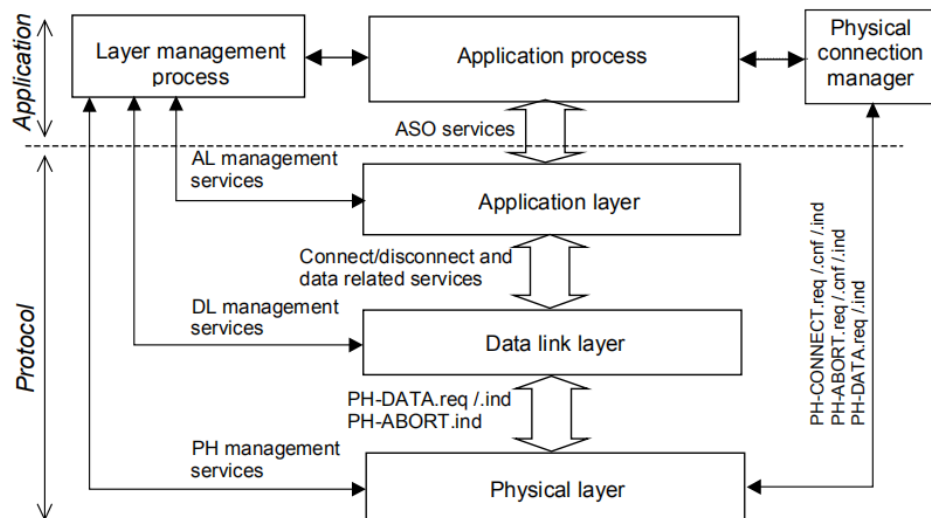 Application
Layer management
process
Application process
Physical
connection
manager
ASO services
AL management
services
Application layer
Connect/disconnect and
data related services
Protocol
DL management
services
Data link layer
PH-CONNECT.req /.cnf /.ind
PH-ABORT.req /.cnf /.ind
PH-DATA.req /.ind
PH-DATA.req /.ind
PH-ABORT.ind
PH management
services
Physical layer